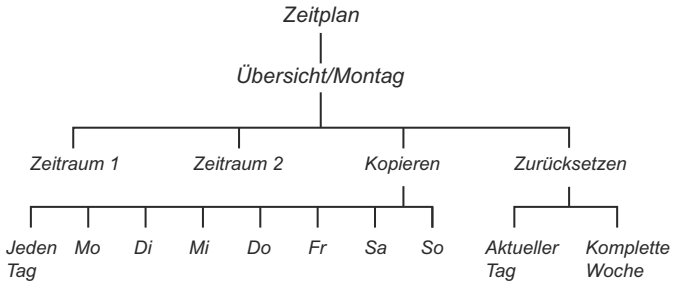 Zeitplan
Übersicht/Montag
Zeitraum 1 Zeitraum 2 Kopieren Zurücksetzen
Jeden Mo Di Mi Do Fr Sa So Aktueller Komplette
Tag Tag Woche